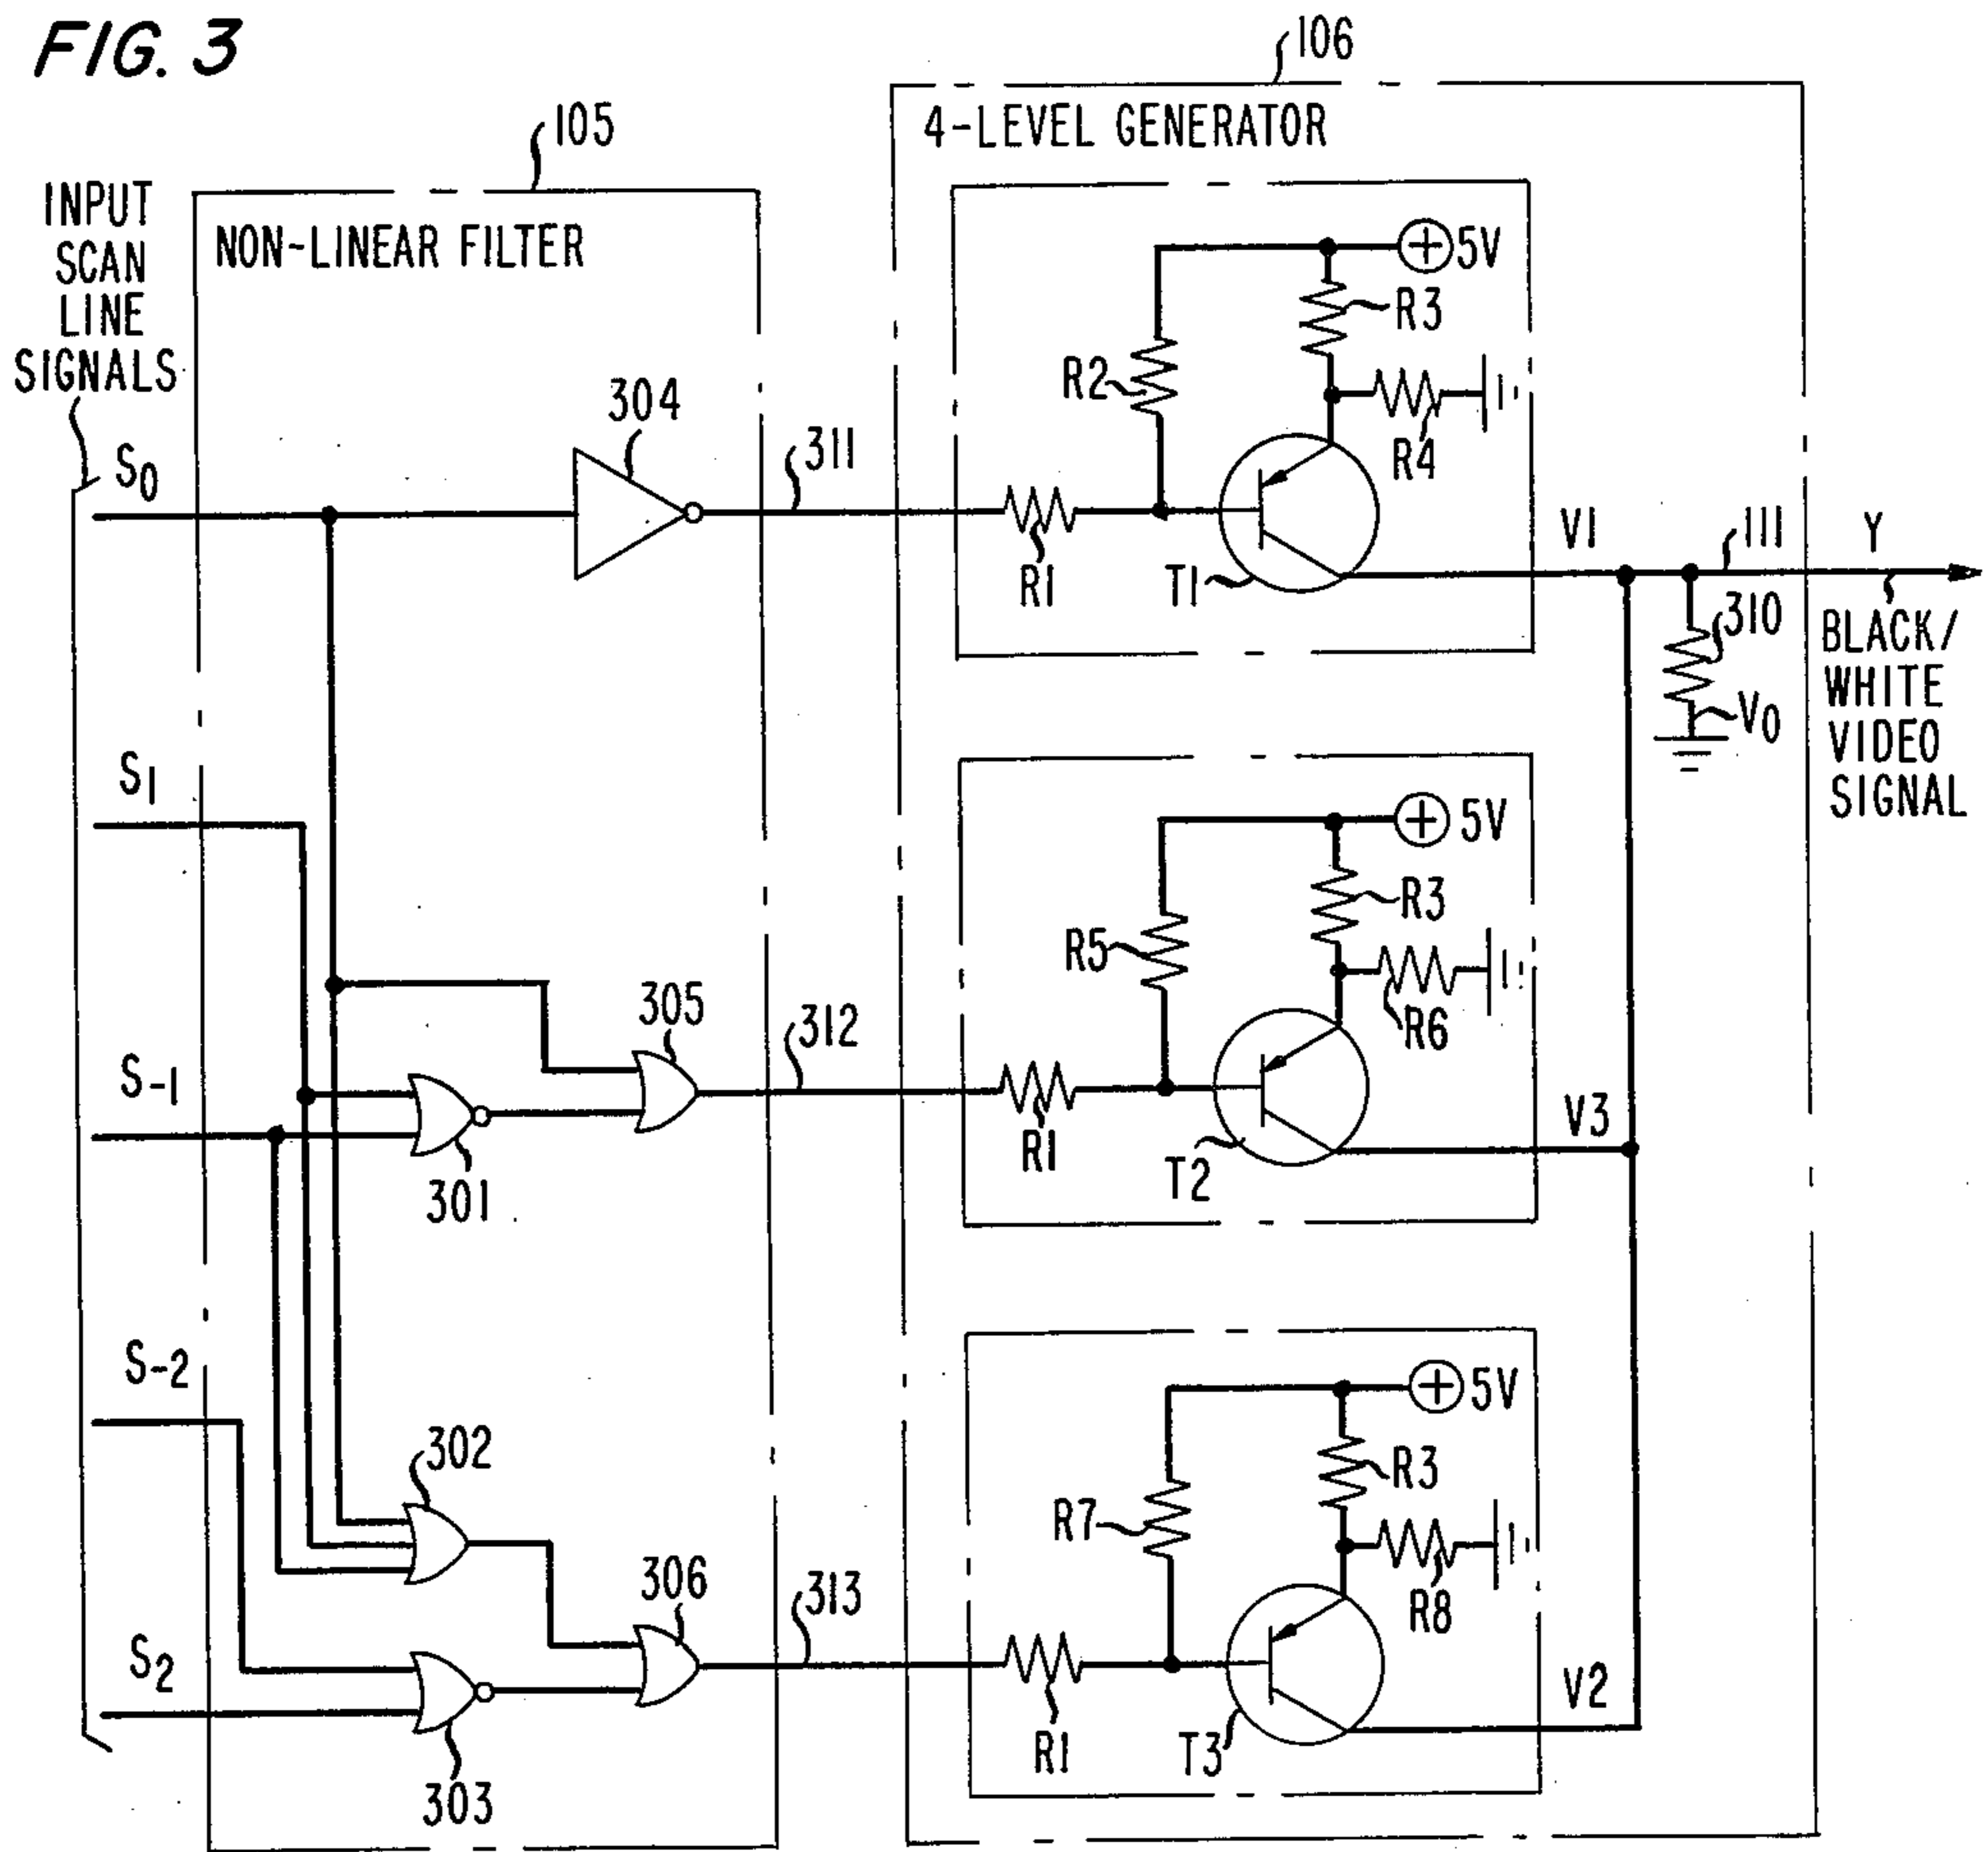 FIG. 3
106
105
4-LEVEL GENERATOR
INPUT
SCAN
LINE
SIGNALS
NON-LINEAR FILTER
5V
R3
R2
R4
304
311
S0
R1
T1
V1
111
Y
310
V0
BLACK/
WHITE
VIDEO
SIGNAL
S1
5V
R3
R5
R6
305
312
S-1
301
R1
T2
V3
5V
R3
R7
R8
S-2
302
306
313
S2
303
R1
T3
V2